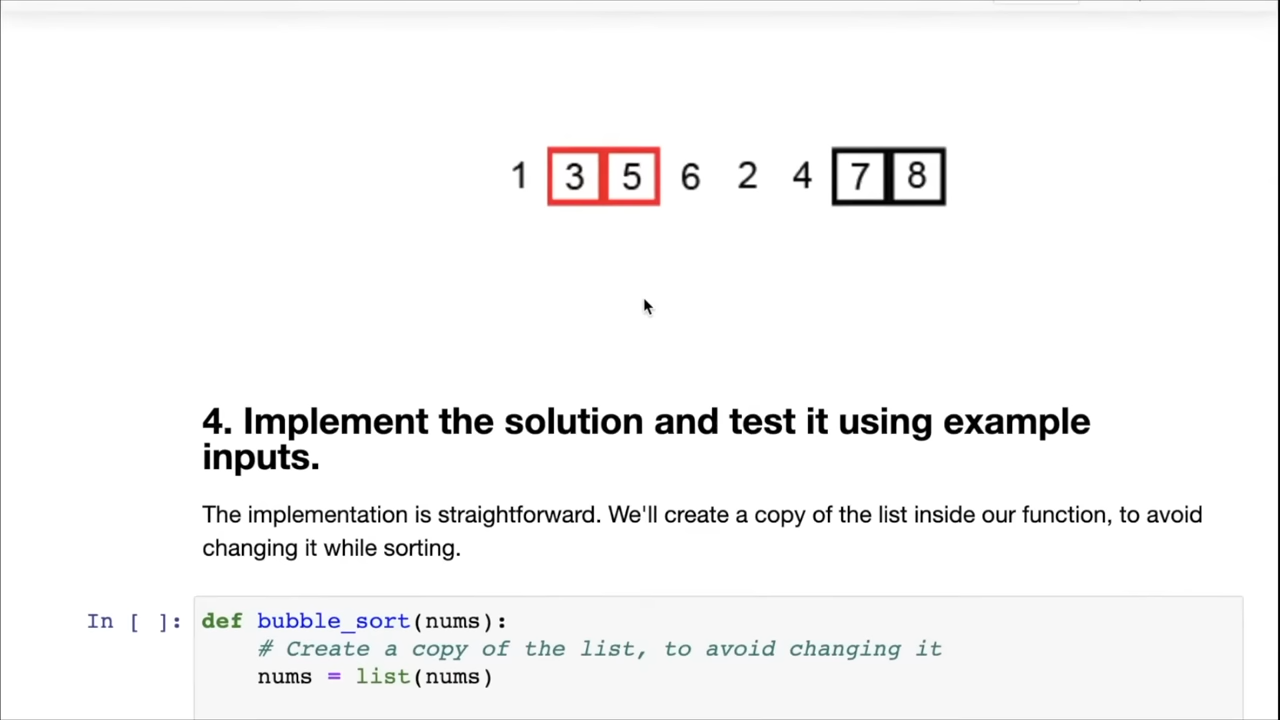 1 3 5 6 2 4 7 8
4. Implement the solution and test it using example
inputs.
The implementation is straightforward. We'll create a copy of the list inside our function, to avoid
changing it while sorting.
In [ ]: def bubble_sort(nums):
# Create a copy of the list, to avoid changing it
nums = list(nums)